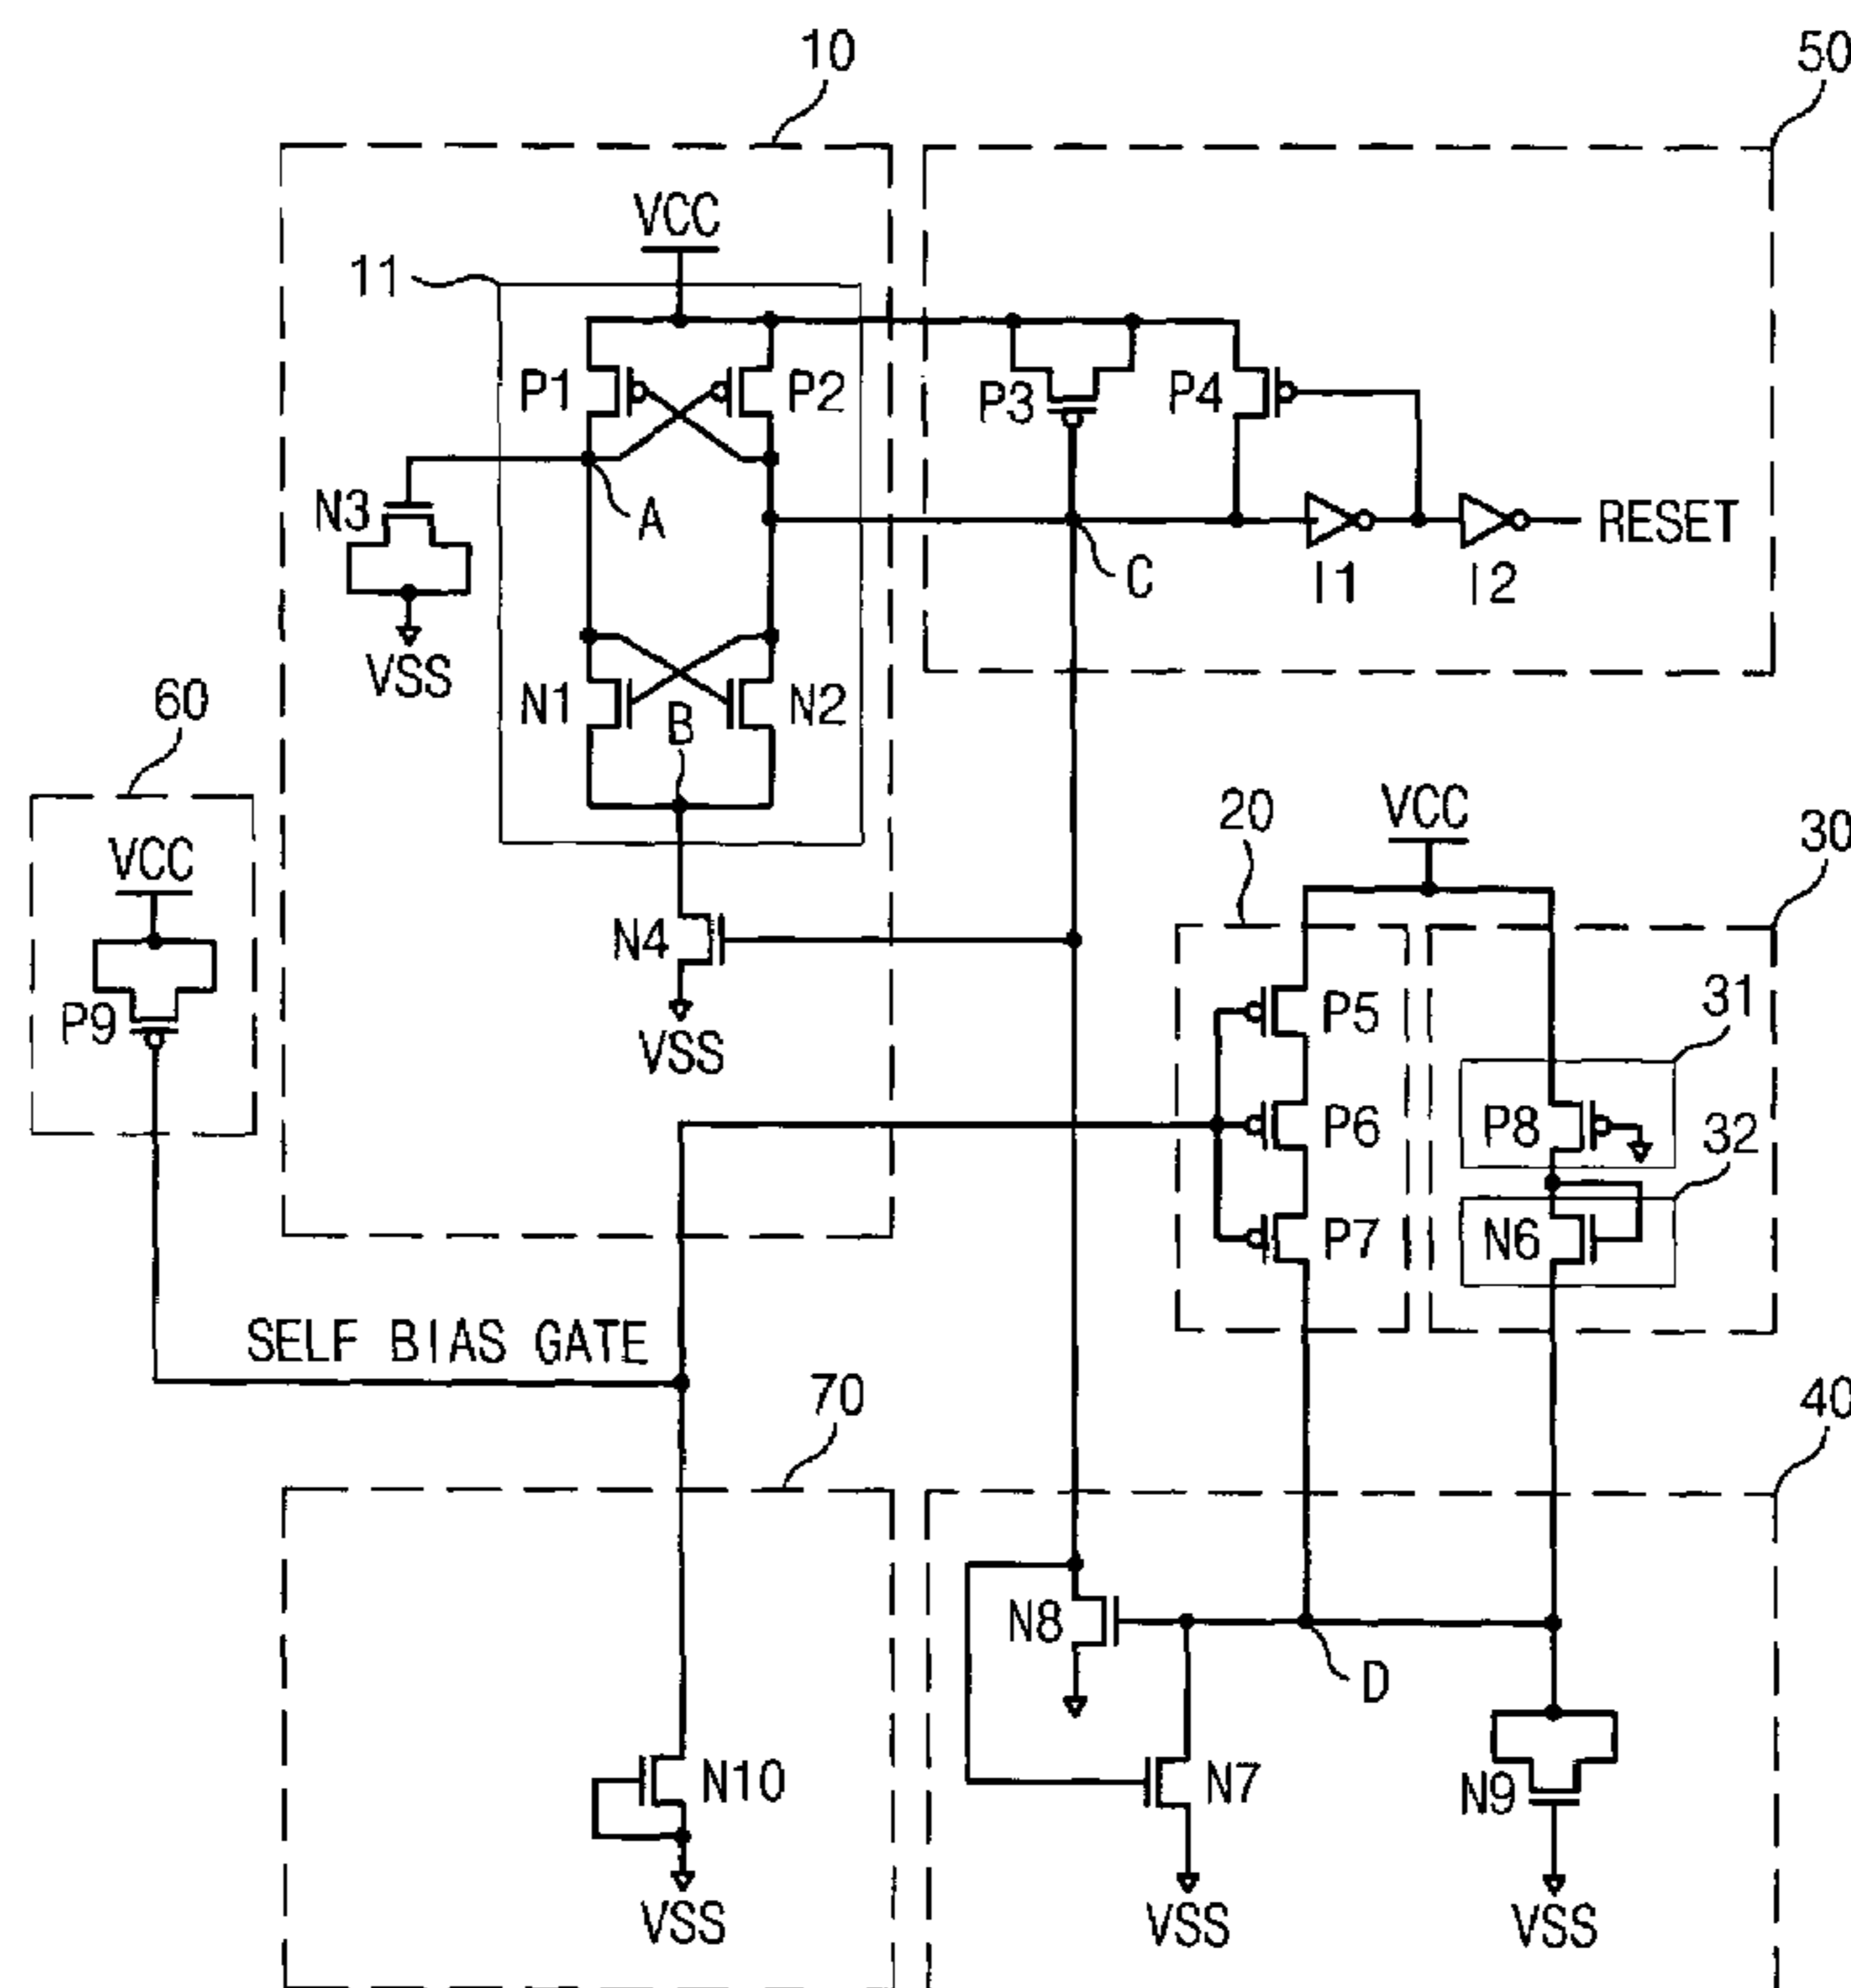 10
50
VCC
11
P1
P2
P3
P4
N3
A
RESET
C
I1
I2
VSS
60
N1
B
N2
VCC
20
VCC
30
N4
P9
P5
31
VSS
P6
P8
32
P7
N6
SELF BIAS GATE
70
40
N8
D
N10
N7
N9
VSS
VSS
VSS